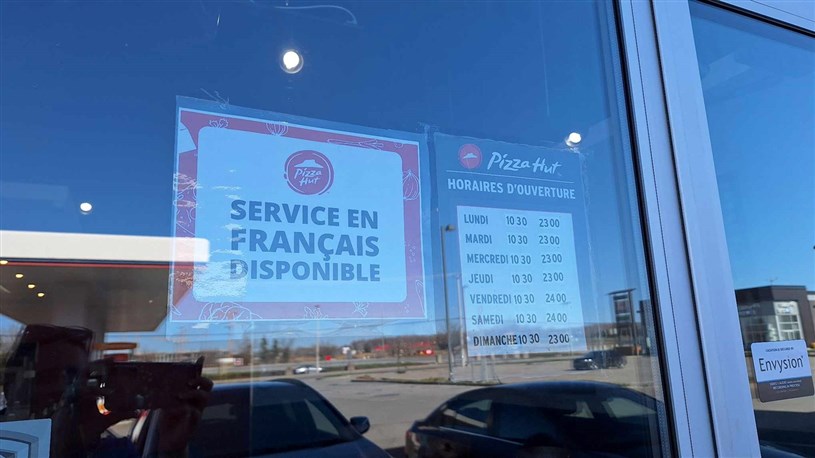 Pizza Hut
SERVICE EN
FRANÇAIS
DISPONIBLE
Pizza Hut
HORAIRES D'OUVERTURE
LUNDI 10 30 23 00
MARDI 10 30 23 00
MERCREDI 10 30 23 00
JEUDI 10 30 23 00
VENDREDI 10 30 24 00
SAMEDI 10 30 24 00
DIMANCHE 10 30 23 00
Envysion